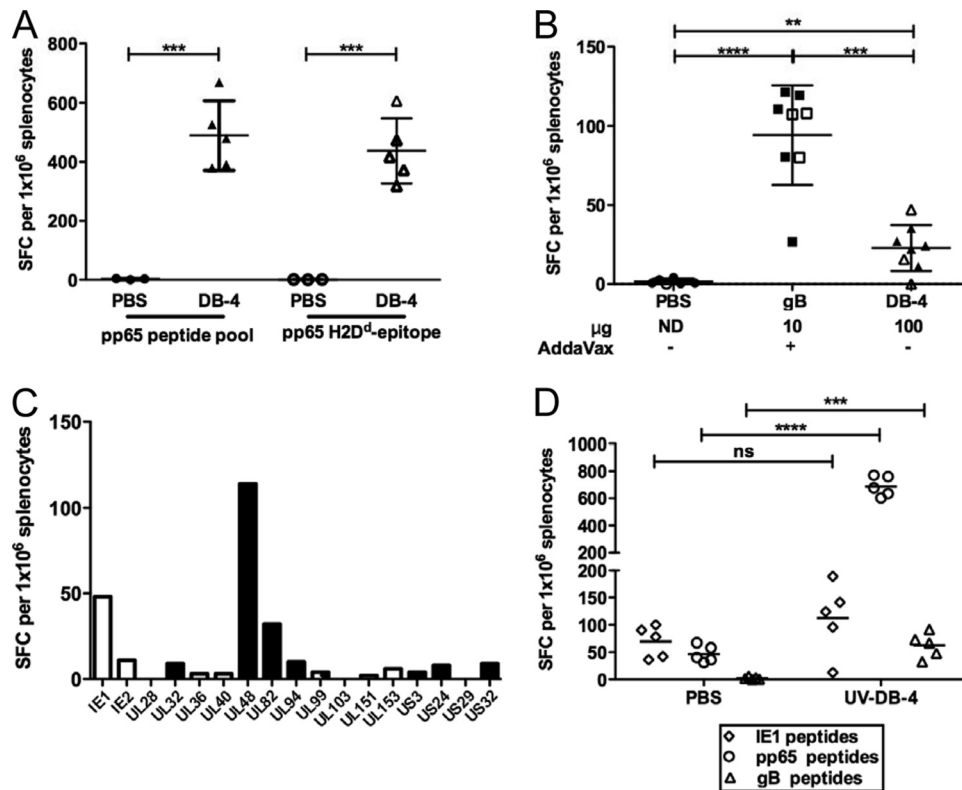 A
SFC per 1x10⁶ splenocytes
800
600
400
200
0
***
***
PBS DB-4 PBS DB-4
pp65 peptide pool pp65 H2Dᵈ-epitope
B
SFC per 1x10⁶ splenocytes
150
100
50
0
**
**** ***
PBS gB DB-4
µg ND 10 100
AddaVax - + -
C
SFC per 1x10⁶ splenocytes
150
100
50
0
IE1 IE2 UL28 UL32 UL36 UL40 UL48 UL82 UL94 UL99 UL103 UL151 UL153 US3 US24 US29 US32
D
SFC per 1x10⁶ splenocytes
1000
800
600
400
200
150
100
50
0
***
****
ns
PBS UV-DB-4
IE1 peptides
pp65 peptides
gB peptides